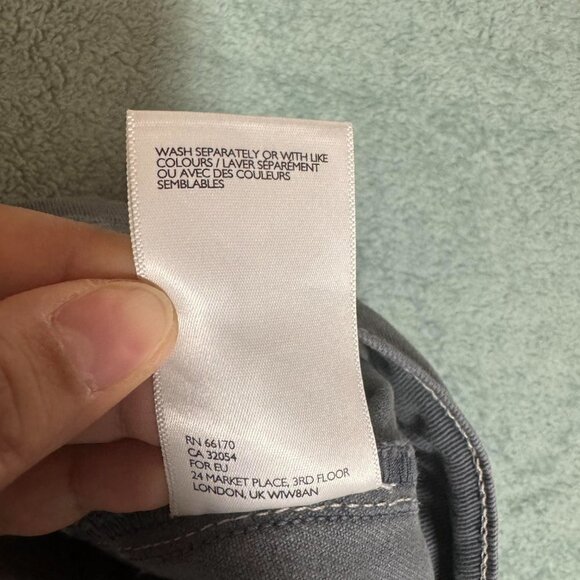 WASH SEPARATELY OR WITH LIKE
COLOURS / LAVER SÉPARÉMENT
OU AVEC DES COULEURS
SEMBLABLES
RN 66170
CA 32054
FOR EU
24 MARKET PLACE, 3RD FLOOR
LONDON, UK W1W8AN